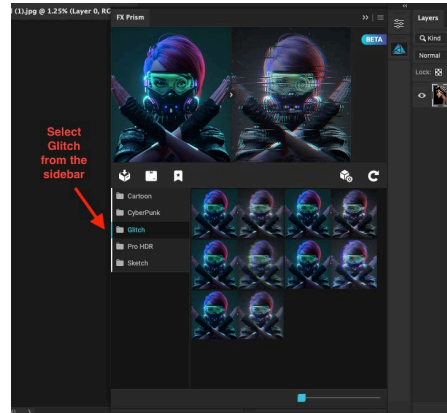 (1).jpg @ 1.25% (Layer 0, RC
FX Prism
Layers
BETA
Kind
Normal
Lock:
Select
Glitch
from the
sidebar
Cartoon
CyberPunk
Glitch
Pro HDR
Sketch